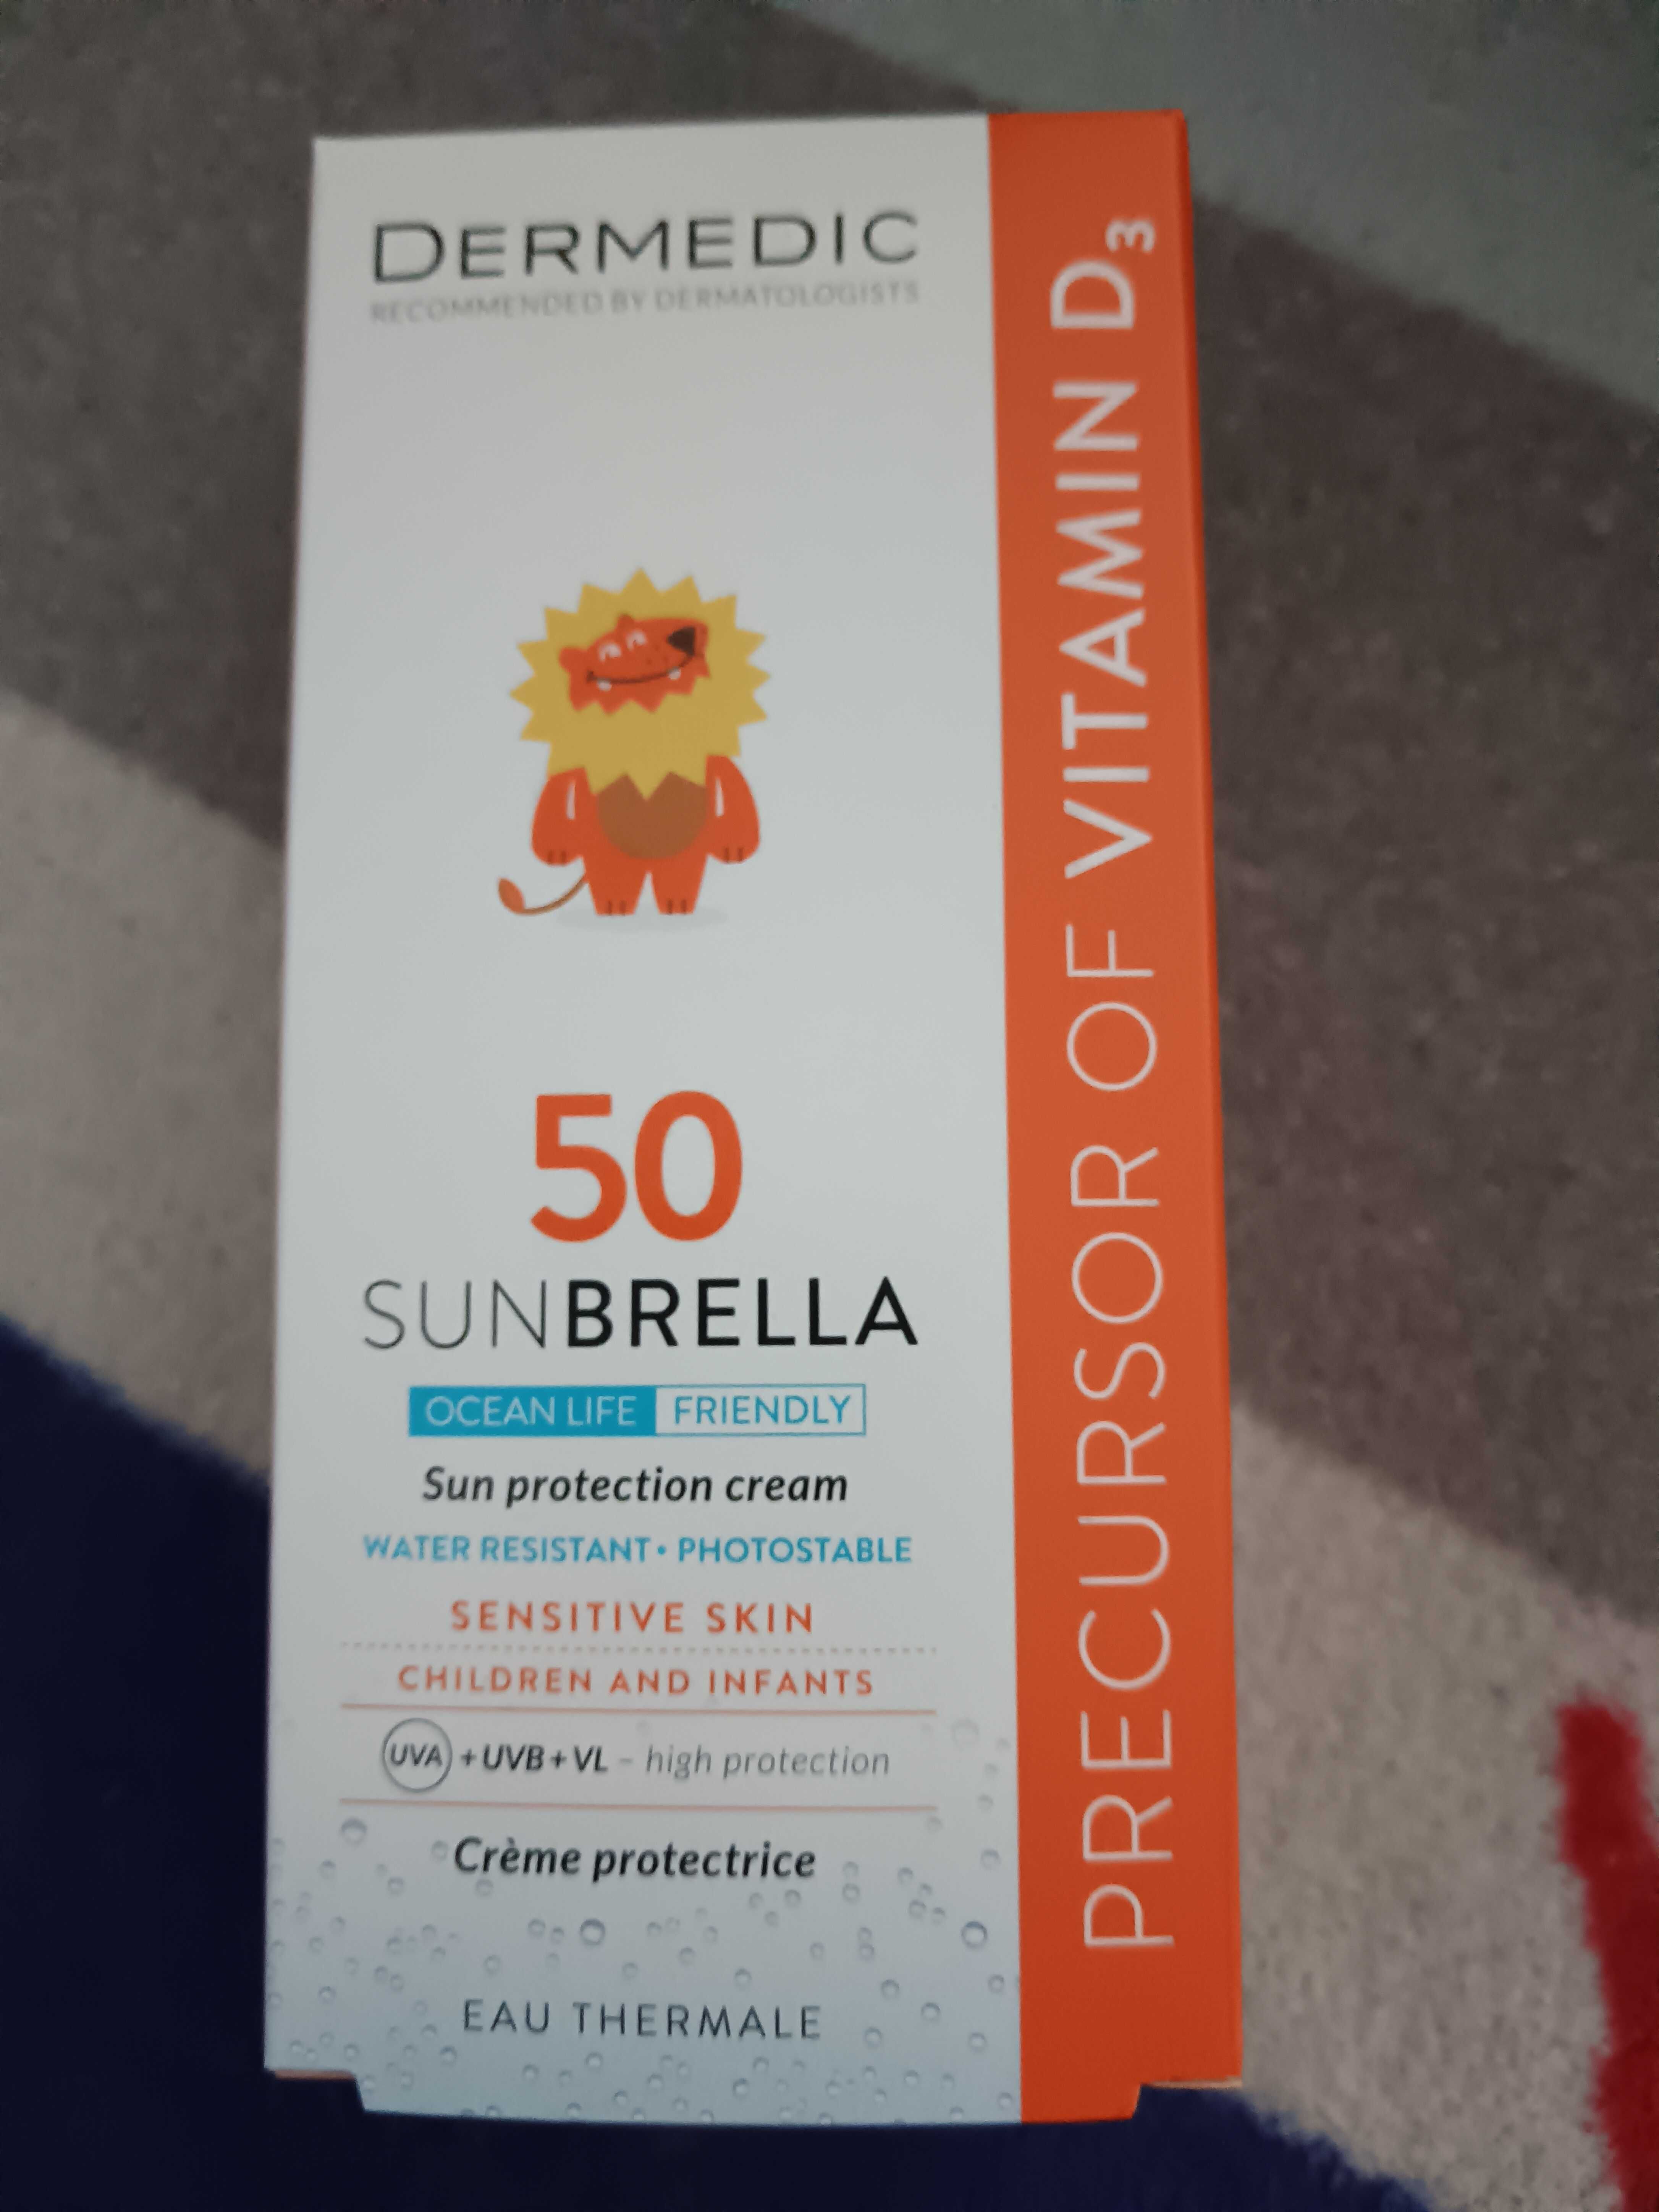 DERMEDIC
RECOMMENDED BY DERMATOLOGISTS
50
SUNBRELLA
OCEAN LIFE FRIENDLY
Sun protection cream
WATER RESISTANT • PHOTOSTABLE
SENSITIVE SKIN
CHILDREN AND INFANTS
UVA + UVB + VL – high protection
Crème protectrice
EAU THERMALE
PRECURSOR OF VITAMIN D₃